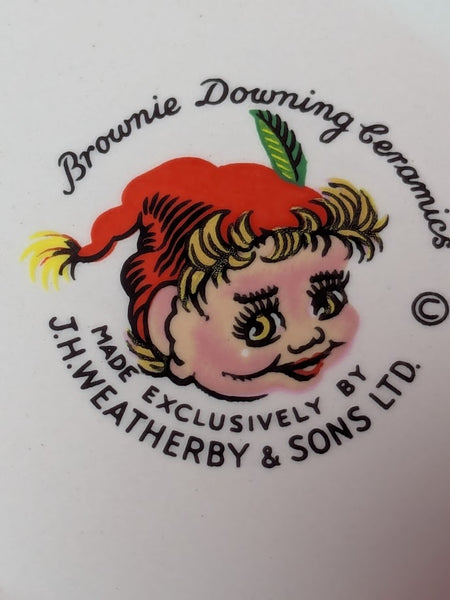 Brownie Downing Ceramics
©
MADE EXCLUSIVELY BY
J.H.WEATHERBY & SONS LTD.